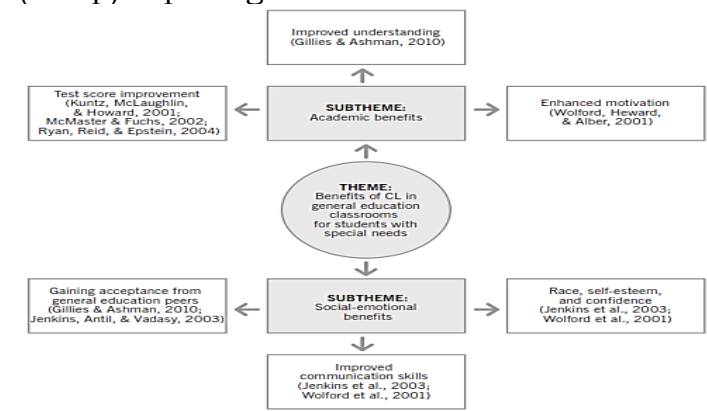 Improved understanding
(Gillies & Ashman, 2010)
Test score improvement
(Kuntz, McLaughlin,
& Howard, 2001;
McMaster & Fuchs, 2002;
Ryan, Reid, & Epstein, 2004)
SUBTHEME:
Academic benefits
Enhanced motivation
(Wolford, Heward,
& Alber, 2001)
THEME:
Benefits of CL in
general education
classrooms
for students with
special needs
Gaining acceptance from
general education peers
(Gillies & Ashman, 2010;
Jenkins, Antil, & Vadasy, 2003)
SUBTHEME:
Social-emotional
benefits
Race, self-esteem,
and confidence
(Jenkins et al., 2003;
Wolford et al., 2001)
Improved
communication skills
(Jenkins et al., 2003;
Wolford et al., 2001)